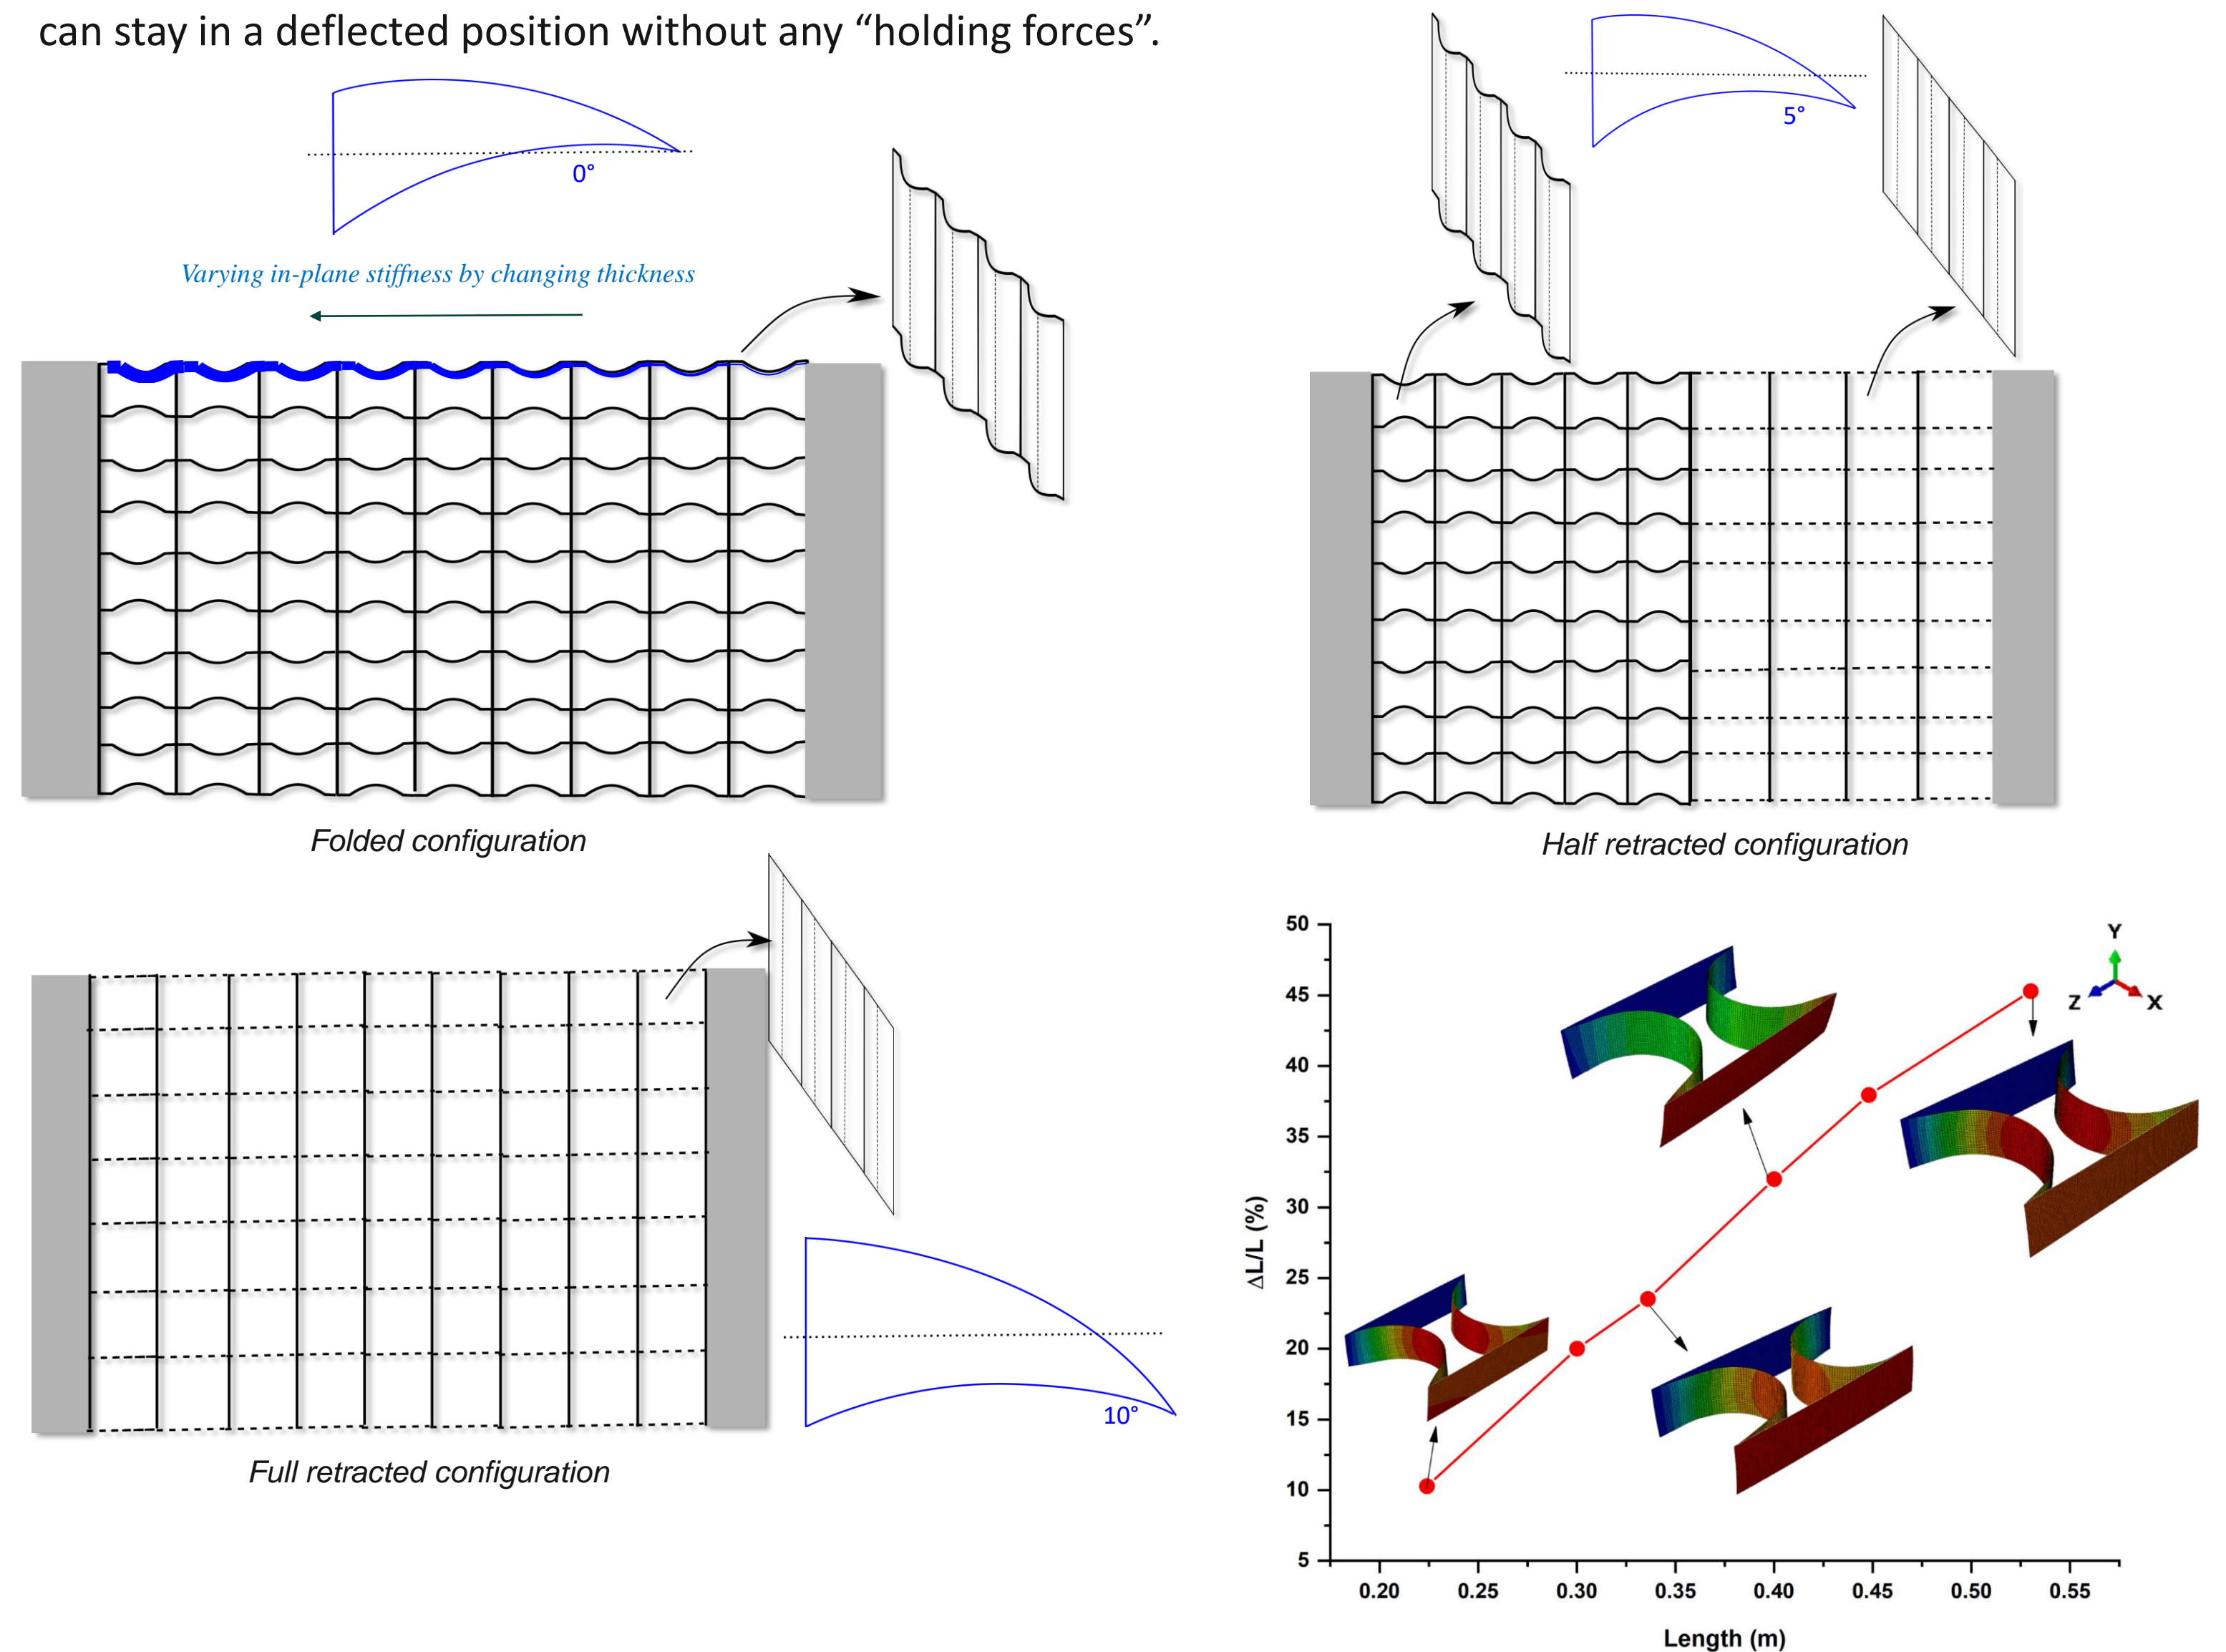 can stay in a deflected position without any “holding forces”.
0°
Varying in-plane stiffness by changing thickness
Folded configuration
5°
Half retracted configuration
10°
Full retracted configuration
50
45
40
35
30
25
20
15
10
5
ΔL/L (%)
0.20 0.25 0.30 0.35 0.40 0.45 0.50 0.55
Length (m)
Y
Z X